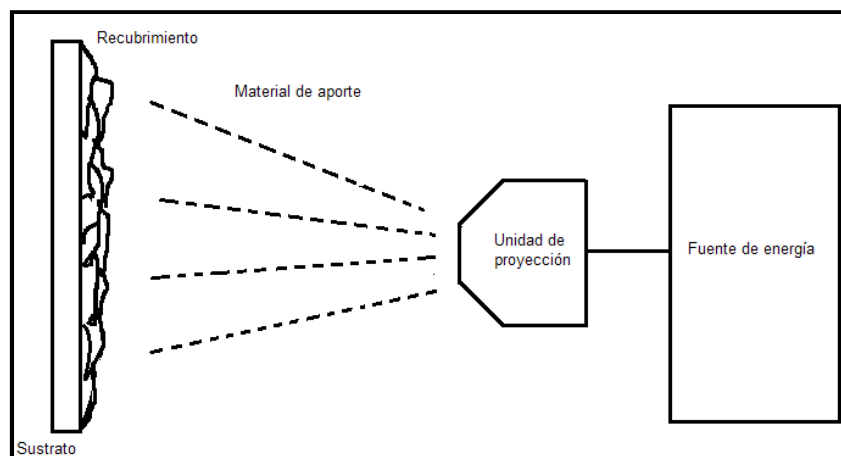 Recubrimiento
Material de aporte
Unidad de
proyección
Fuente de energía
Sustrato